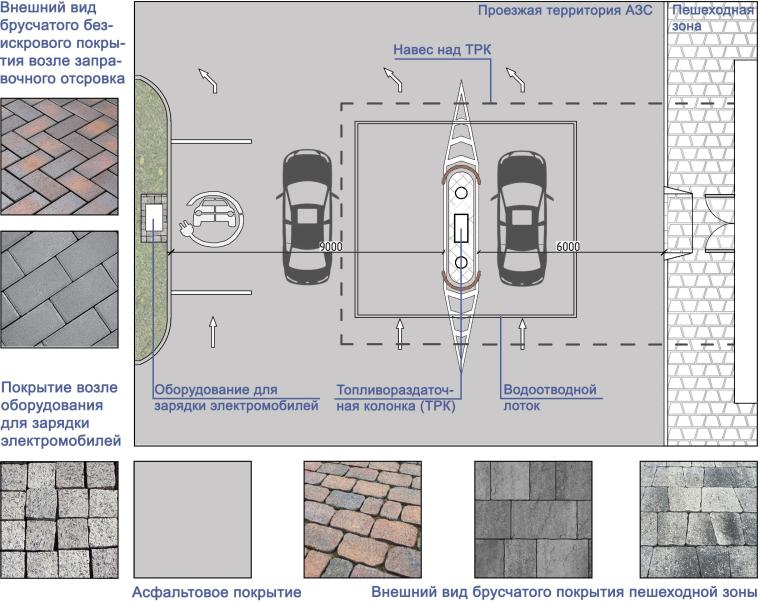 Внешний вид
брусчатого без-
искрового покры-
тия возле запра-
вочного отсровка
Проезжая территория АЗС
Пешеходная
зона
Навес над ТРК
9000
6000
Покрытие возле
оборудования
для зарядки
электромобилей
Оборудование для
зарядки электромобилей
Топливораздаточ-
ная колонка (ТРК)
Водоотводной
лоток
Асфальтовое покрытие
Внешний вид брусчатого покрытия пешеходной зоны